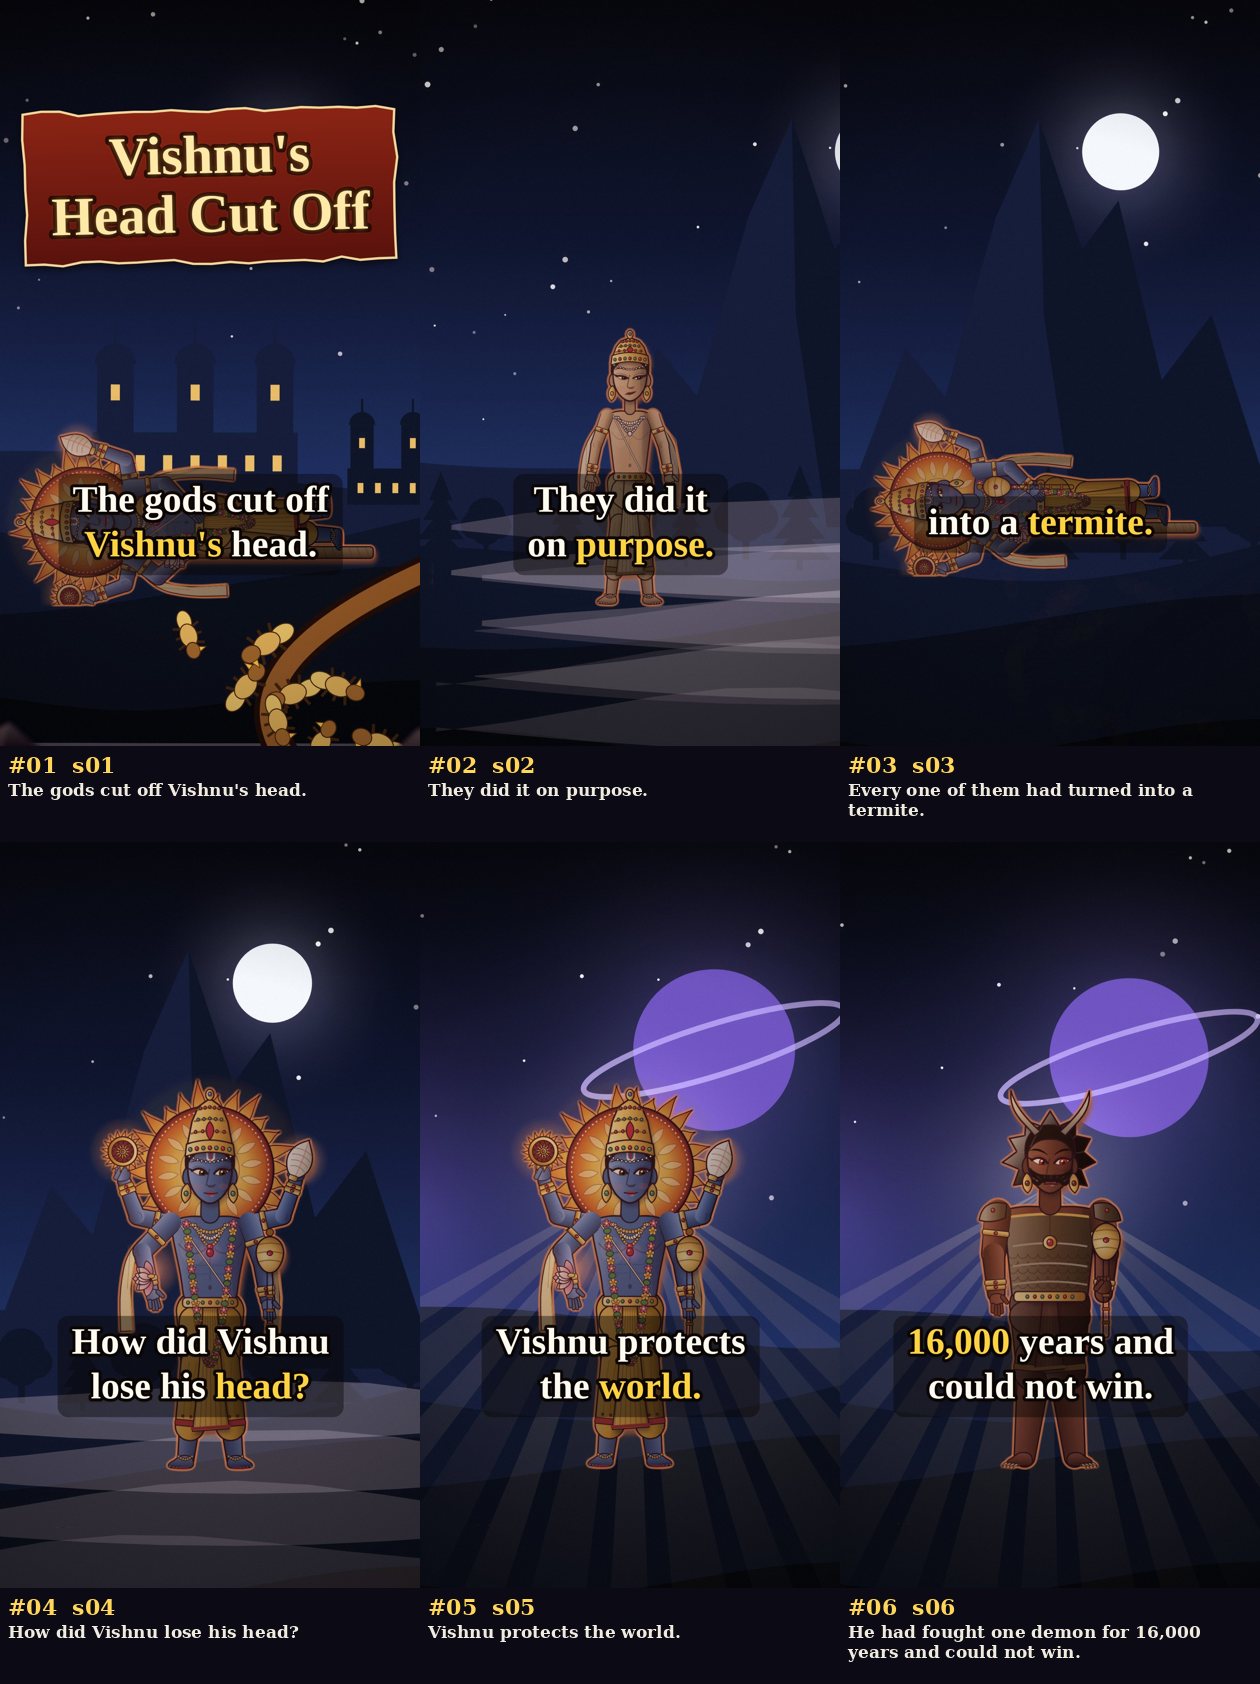 Vishnu's
Head Cut Off
The gods cut off
Vishnu's head.
#01 s01
The gods cut off Vishnu's head.
They did it
on purpose.
#02 s02
They did it on purpose.
into a termite.
#03 s03
Every one of them had turned into a
termite.
How did Vishnu
lose his head?
#04 s04
How did Vishnu lose his head?
Vishnu protects
the world.
#05 s05
Vishnu protects the world.
16,000 years and
could not win.
#06 s06
He had fought one demon for 16,000
years and could not win.